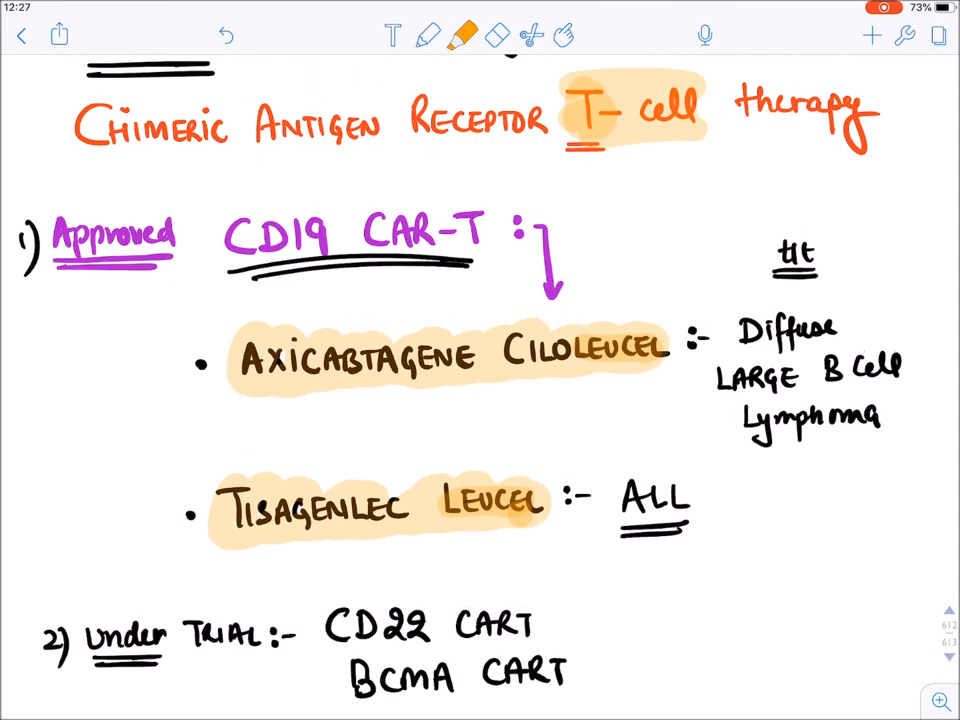 12:27
73%
T
CHIMERIC ANTIGEN RECEPTOR T-cell therapy
1) Approved CD19 CAR-T :
ttt
• AXICABTAGENE CILOLEUCEL :- Diffuse
LARGE B Cell
Lymphoma
• TISAGENLEC LEUCEL :- ALL
2) Under TRIAL :- CD22 CART
BCMA CART
612
613